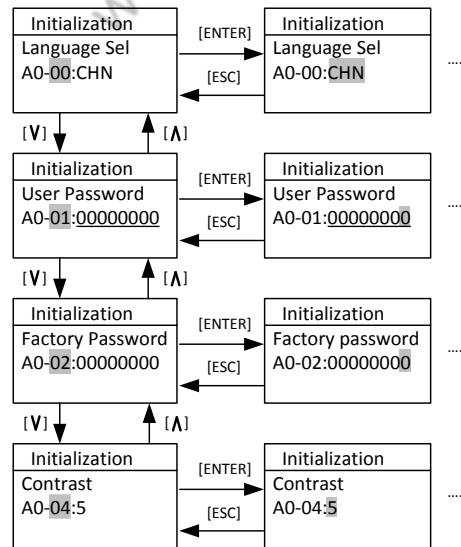 Initialization [ENTER] Initialization
Language Sel Language Sel
A0-00:CHN [ESC] A0-00:CHN ....
[V] [Λ]
Initialization [ENTER] Initialization
User Password User Password
A0-01:00000000 [ESC] A0-01:00000000 ....
[V] [Λ]
Initialization [ENTER] Initialization
Factory Password Factory password
A0-02:00000000 [ESC] A0-02:00000000 ....
[V] [Λ]
Initialization [ENTER] Initialization
Contrast Contrast
A0-04:5 [ESC] A0-04:5 ....